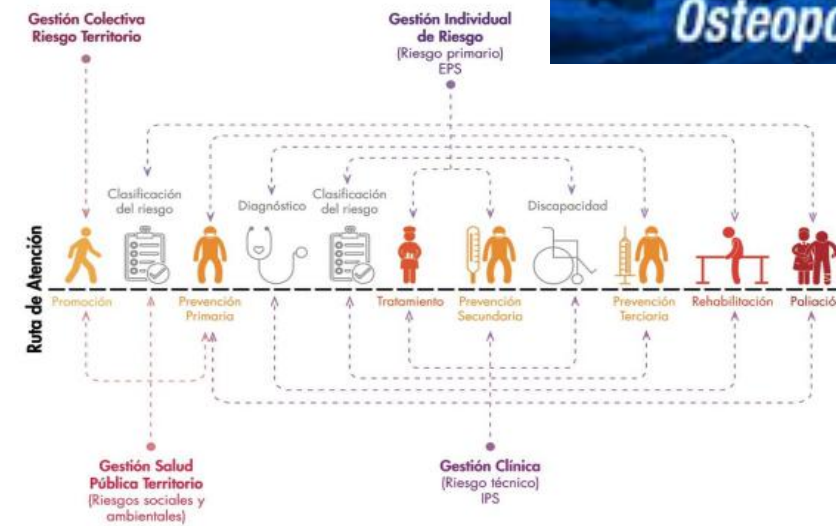 Gestión Colectiva
Riesgo Territorio
Gestión Individual
de Riesgo
(Riesgo primario)
EPS
Clasificación
del riesgo
Diagnóstico
Clasificación
del riesgo
Discapacidad
Ruta de Atención
Promoción
Prevención
Primaria
Tratamiento
Prevención
Secundaria
Prevención
Terciaria
Rehabilitación
Paliació
Gestión Salud
Pública Territorio
(Riesgos sociales y
ambientales)
Gestión Clínica
(Riesgo técnico)
IPS